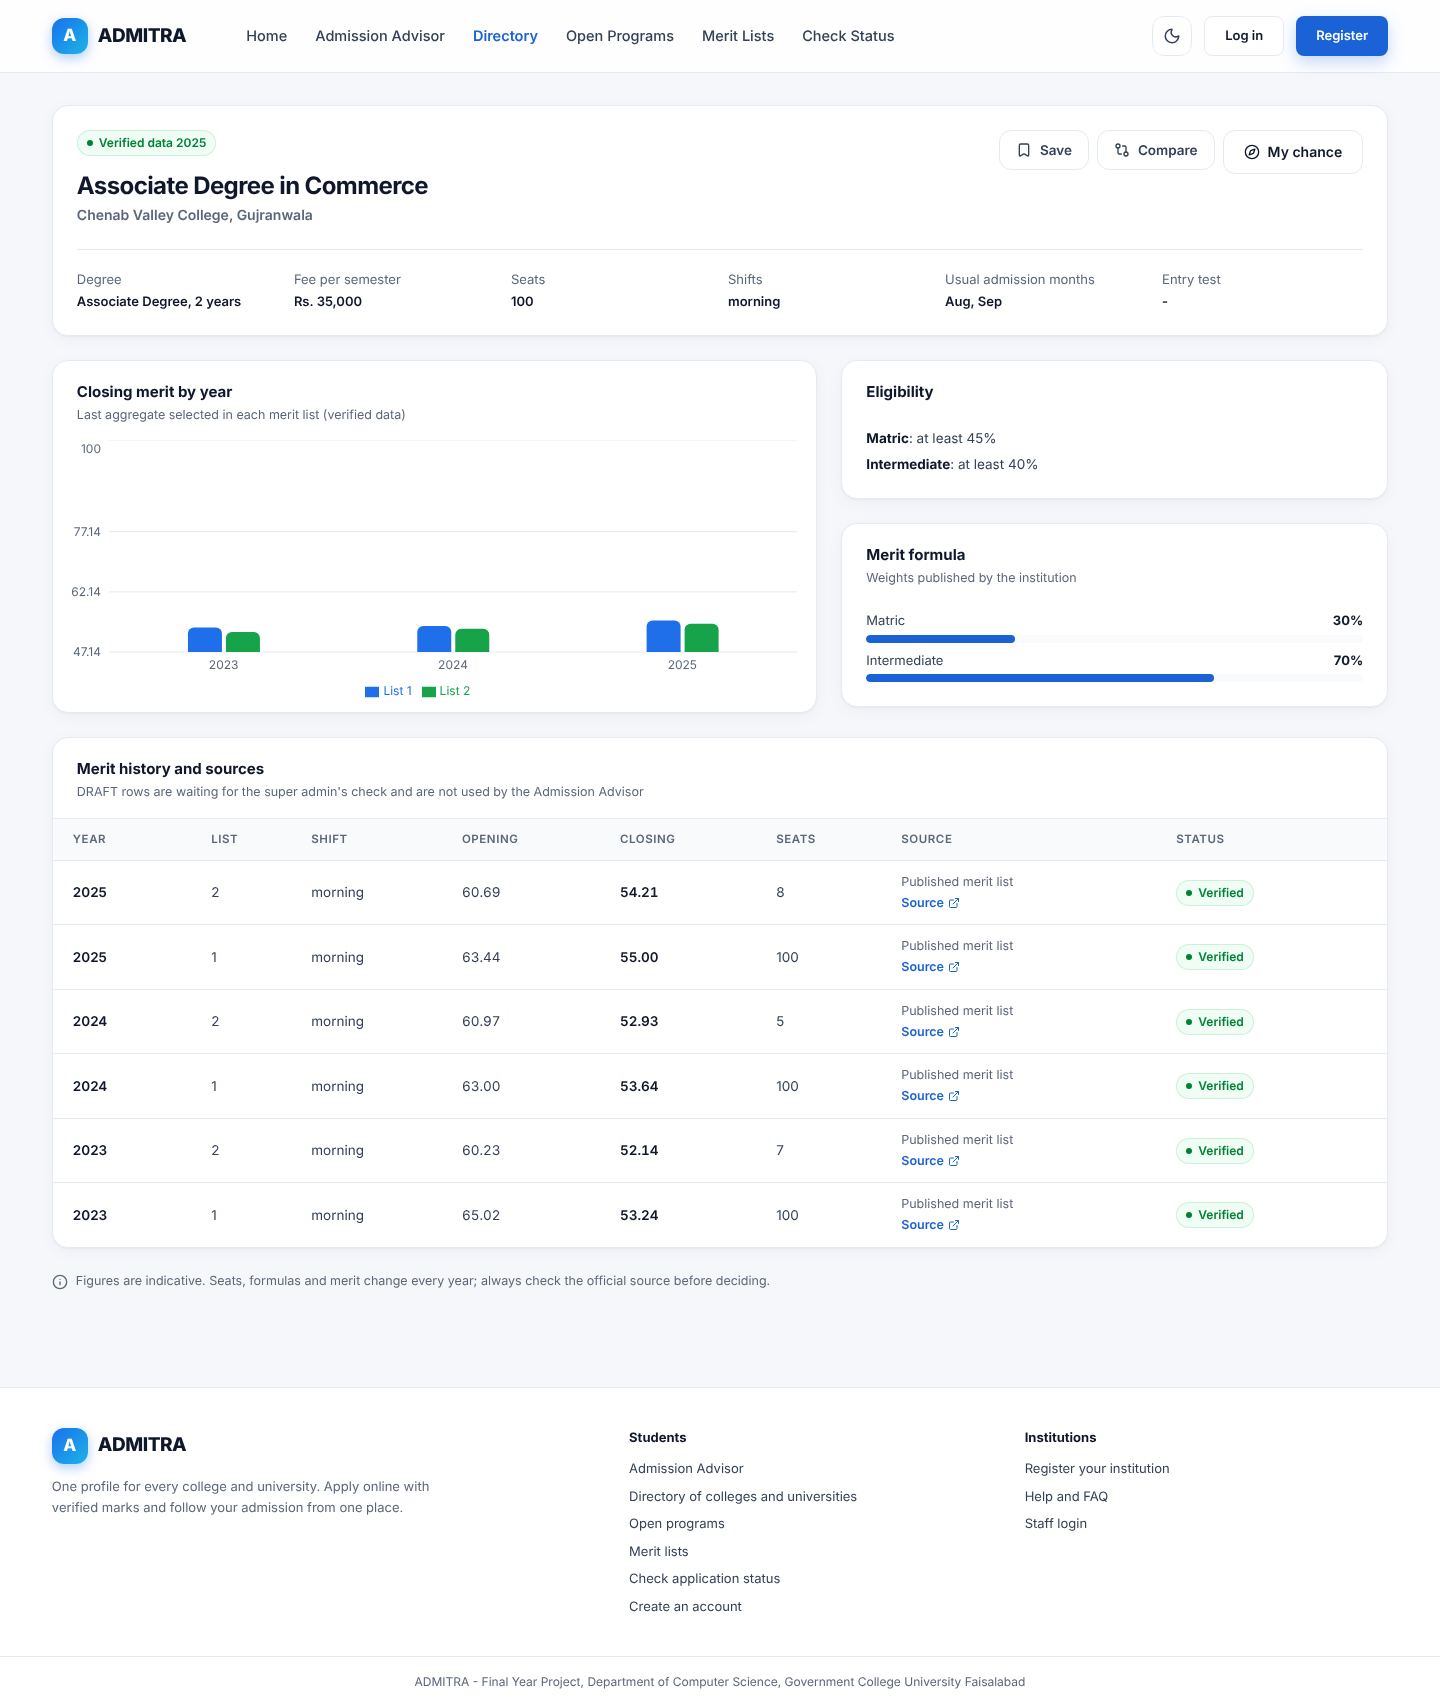 A ADMITRA Home Admission Advisor Directory Open Programs Merit Lists Check Status Log in Register
Verified data 2025
Save Compare My chance
Associate Degree in Commerce
Chenab Valley College, Gujranwala
Degree Fee per semester Seats Shifts Usual admission months Entry test
Associate Degree, 2 years Rs. 35,000 100 morning Aug, Sep -
Closing merit by year
Last aggregate selected in each merit list (verified data)
100
77.14
62.14
47.14
2023 2024 2025
List 1 List 2
Eligibility
Matric: at least 45%
Intermediate: at least 40%
Merit formula
Weights published by the institution
Matric 30%
Intermediate 70%
Merit history and sources
DRAFT rows are waiting for the super admin's check and are not used by the Admission Advisor
YEAR LIST SHIFT OPENING CLOSING SEATS SOURCE STATUS
2025 2 morning 60.69 54.21 8 Published merit list Verified
Source
2025 1 morning 63.44 55.00 100 Published merit list Verified
Source
2024 2 morning 60.97 52.93 5 Published merit list Verified
Source
2024 1 morning 63.00 53.64 100 Published merit list Verified
Source
2023 2 morning 60.23 52.14 7 Published merit list Verified
Source
2023 1 morning 65.02 53.24 100 Published merit list Verified
Source
Figures are indicative. Seats, formulas and merit change every year; always check the official source before deciding.
A ADMITRA
One profile for every college and university. Apply online with
verified marks and follow your admission from one place.
Students
Admission Advisor
Directory of colleges and universities
Open programs
Merit lists
Check application status
Create an account
Institutions
Register your institution
Help and FAQ
Staff login
ADMITRA - Final Year Project, Department of Computer Science, Government College University Faisalabad